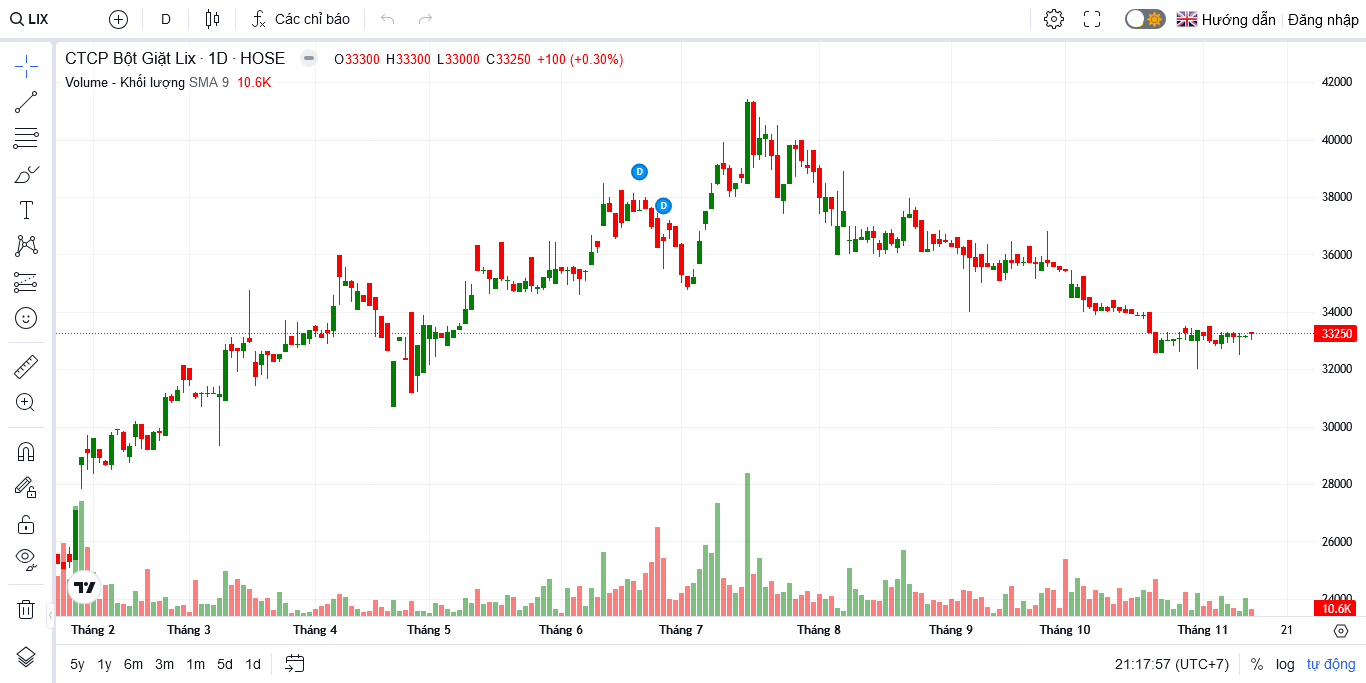 LIX D Các chỉ báo Hướng dẫn Đăng nhập
CTCP Bột Giặt Lix · 1D · HOSE O33300 H33300 L33000 C33250 +100 (+0.30%)
Volume - Khối lượng SMA 9 10.6K
42000
40000
D
38000
D
36000
34000
33250
32000
30000
28000
26000
24000
10.6K
Tháng 2 Tháng 3 Tháng 4 Tháng 5 Tháng 6 Tháng 7 Tháng 8 Tháng 9 Tháng 10 Tháng 11 21
5y 1y 6m 3m 1m 5d 1d 21:17:57 (UTC+7) % log tự động